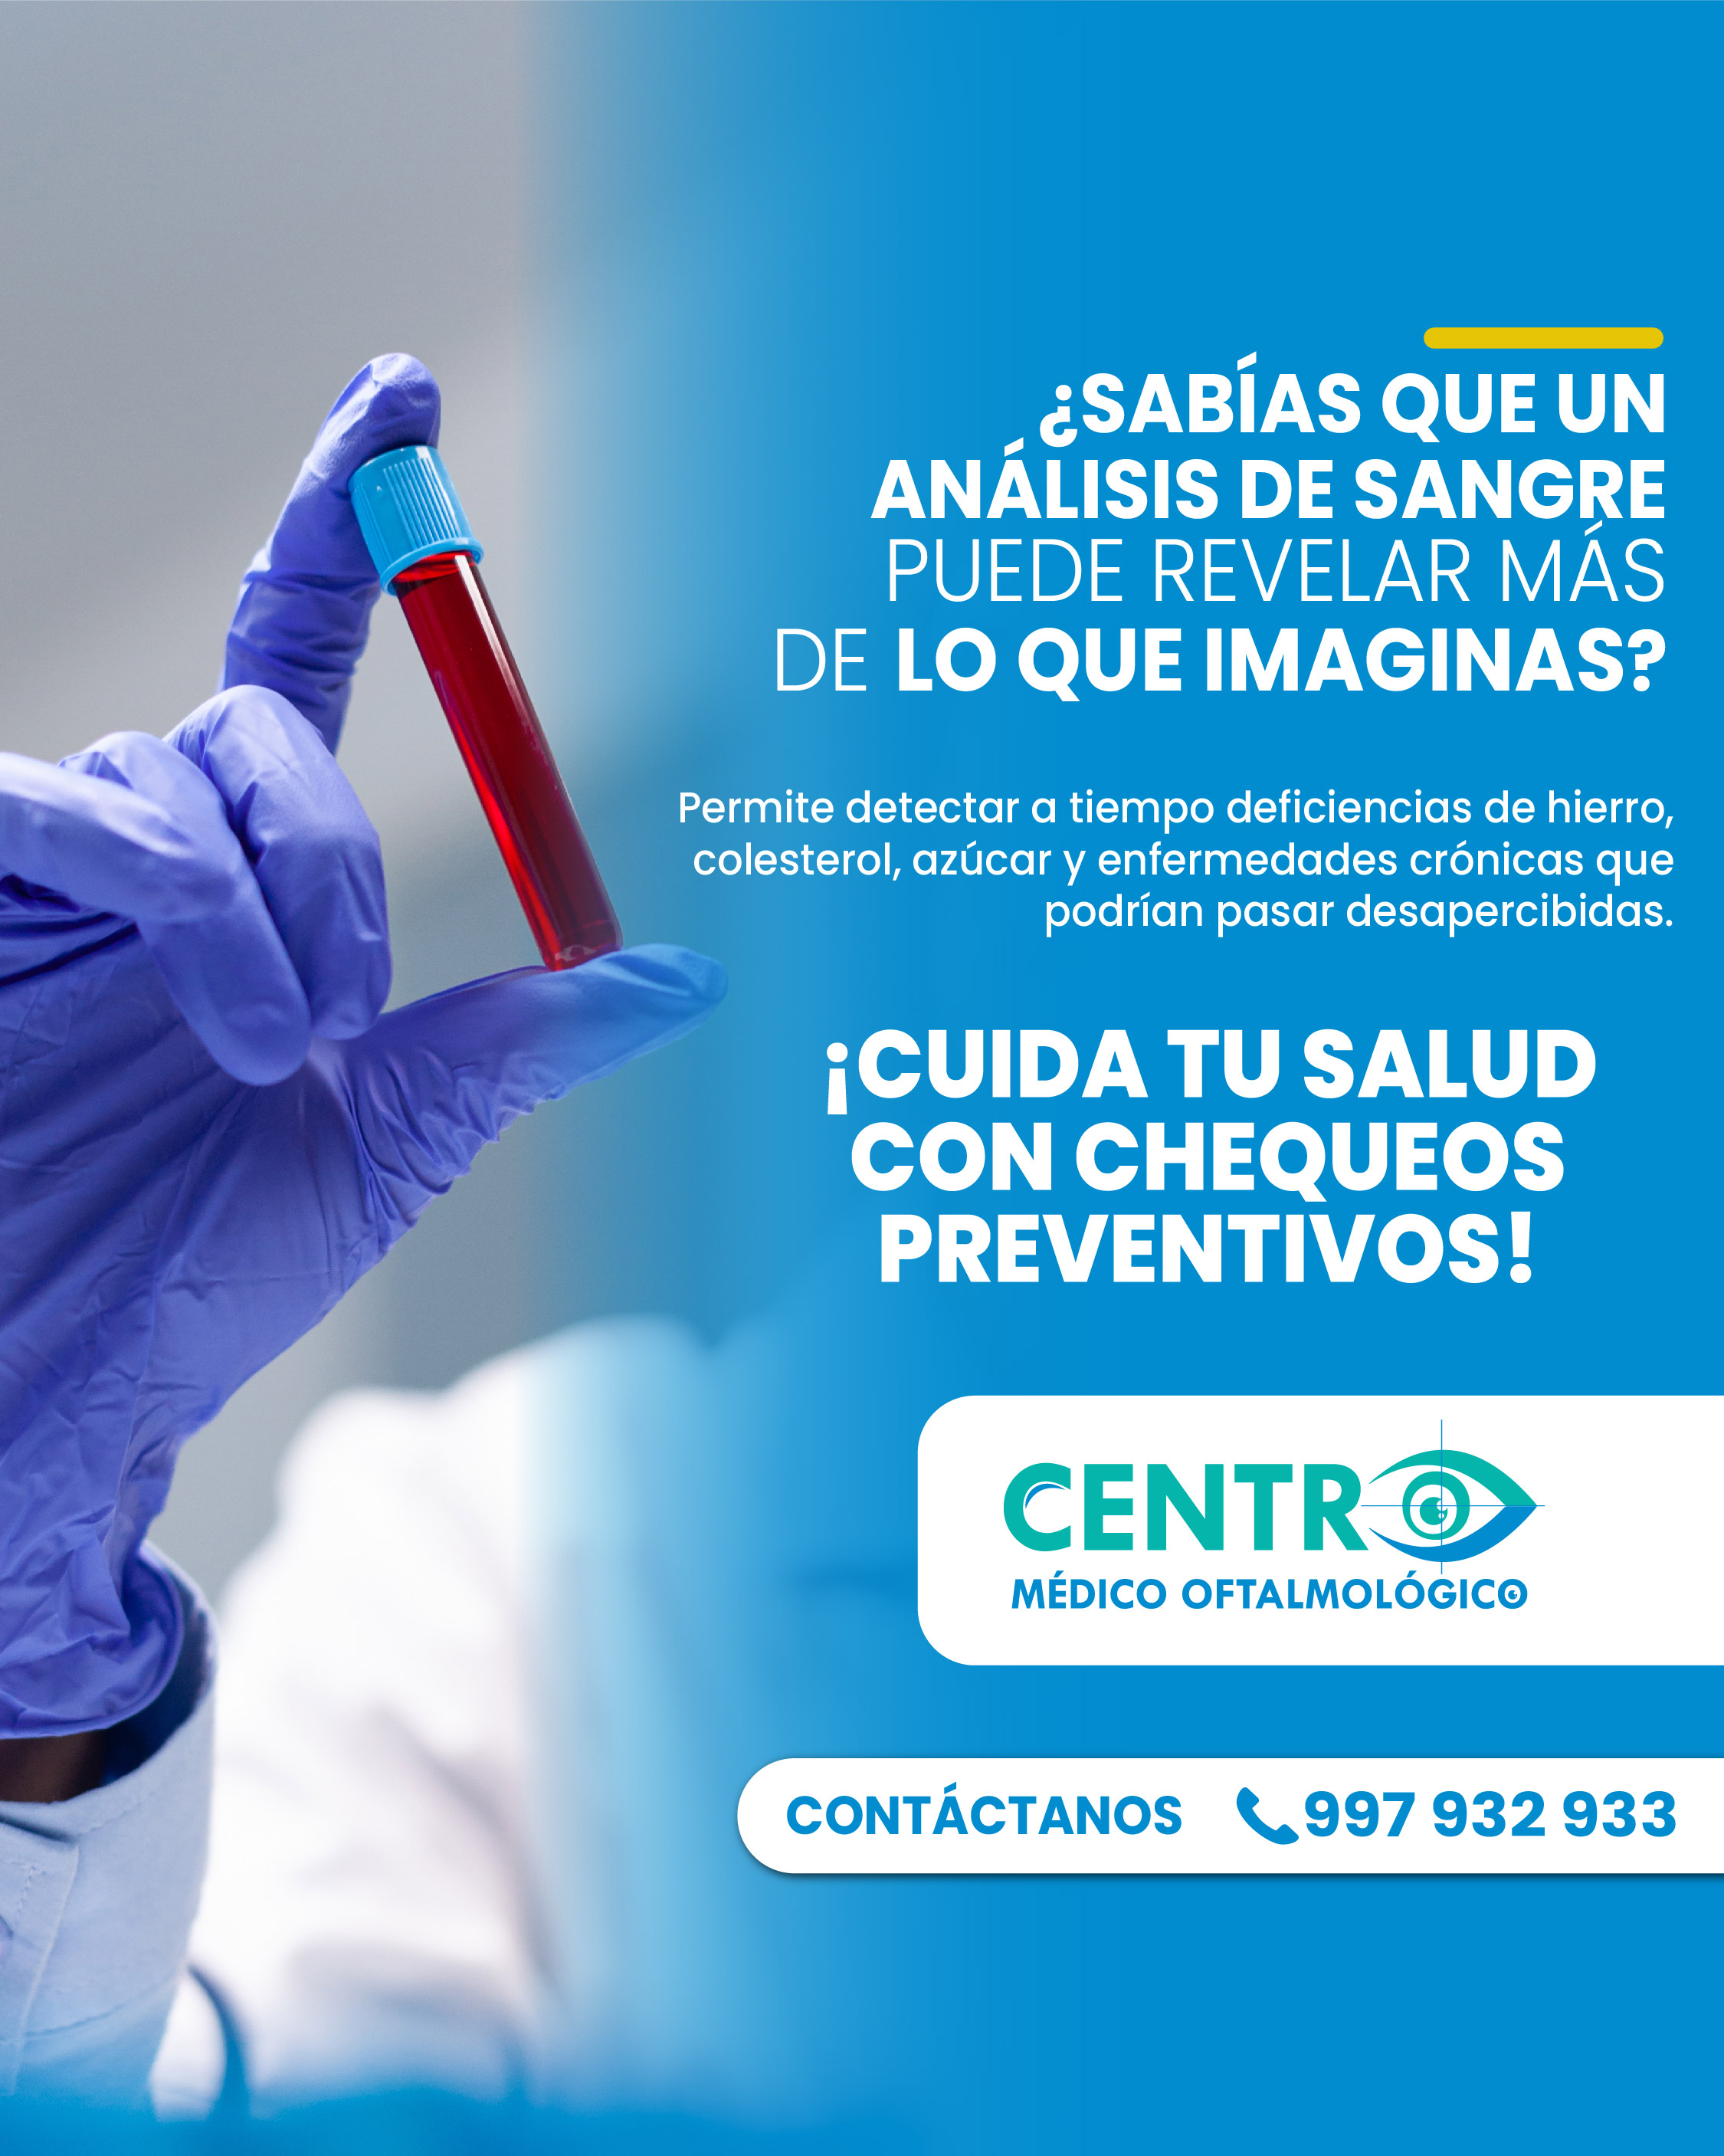 ¿SABÍAS QUE UN
ANÁLISIS DE SANGRE
PUEDE REVELAR MÁS
DE LO QUE IMAGINAS?
Permite detectar a tiempo deficiencias de hierro,
colesterol, azúcar y enfermedades crónicas que
podrían pasar desapercibidas.
¡CUIDA TU SALUD
CON CHEQUEOS
PREVENTIVOS!
CENTRO
MÉDICO OFTALMOLÓGICO
CONTÁCTANOS 997 932 933